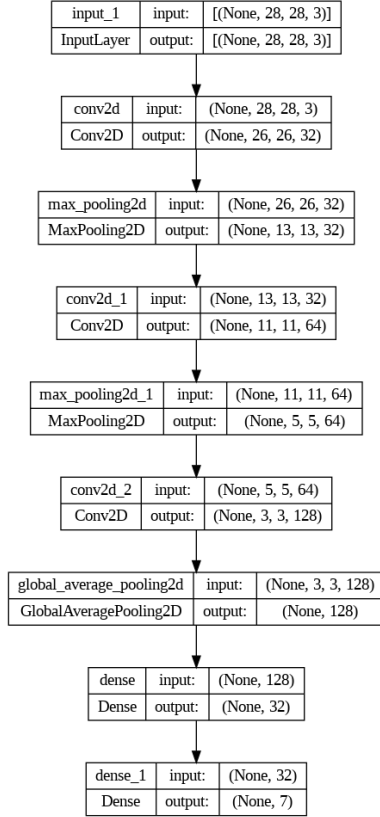 input_1 input: [(None, 28, 28, 3)]
InputLayer output: [(None, 28, 28, 3)]
conv2d input: (None, 28, 28, 3)
Conv2D output: (None, 26, 26, 32)
max_pooling2d input: (None, 26, 26, 32)
MaxPooling2D output: (None, 13, 13, 32)
conv2d_1 input: (None, 13, 13, 32)
Conv2D output: (None, 11, 11, 64)
max_pooling2d_1 input: (None, 11, 11, 64)
MaxPooling2D output: (None, 5, 5, 64)
conv2d_2 input: (None, 5, 5, 64)
Conv2D output: (None, 3, 3, 128)
global_average_pooling2d input: (None, 3, 3, 128)
GlobalAveragePooling2D output: (None, 128)
dense input: (None, 128)
Dense output: (None, 32)
dense_1 input: (None, 32)
Dense output: (None, 7)